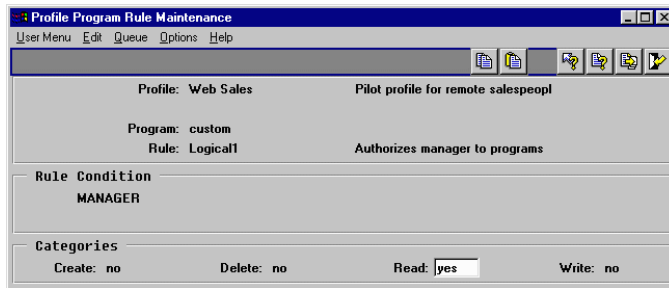 Profile Program Rule Maintenance
User Menu Edit Queue Options Help
Profile: Web Sales Pilot profile for remote salespeopl
Program: custom
Rule: Logical1 Authorizes manager to programs
Rule Condition
MANAGER
Categories
Create: no Delete: no Read: yes Write: no